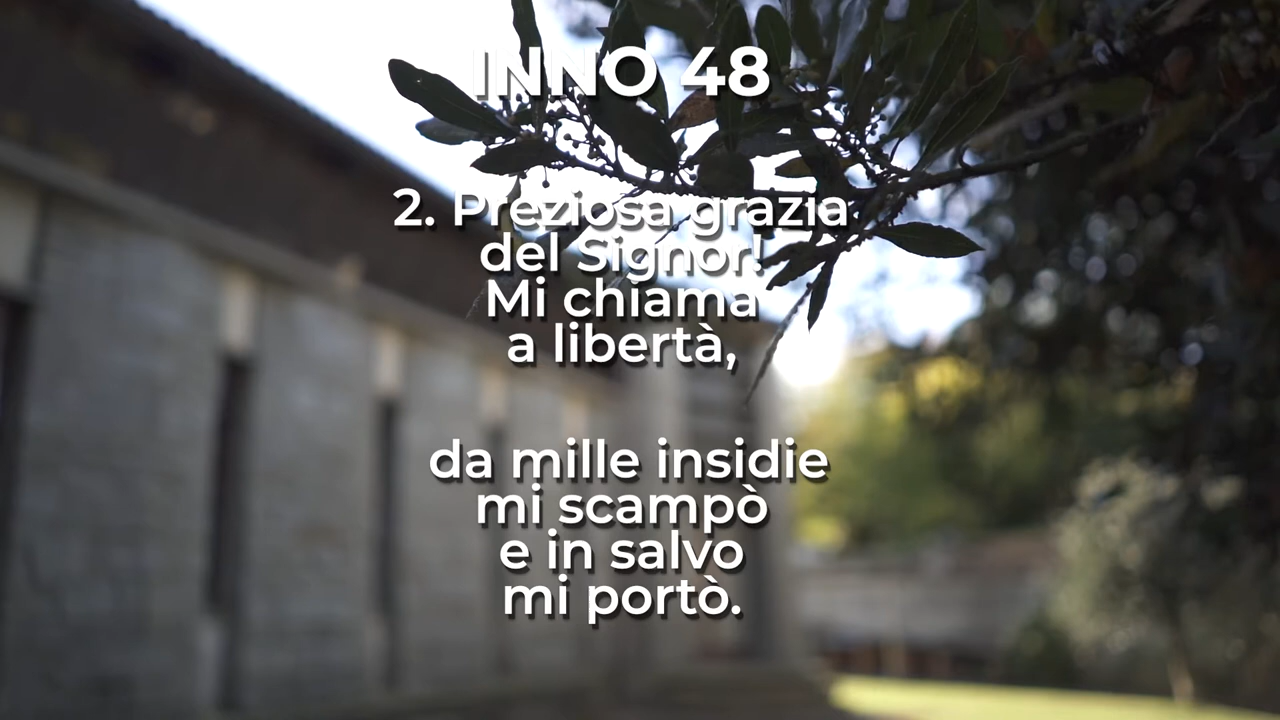 INNO 48
2. Preziosa grazia
del Signor!
Mi chiama
a libertà,
da mille insidie
mi scampò
e in salvo
mi portò.